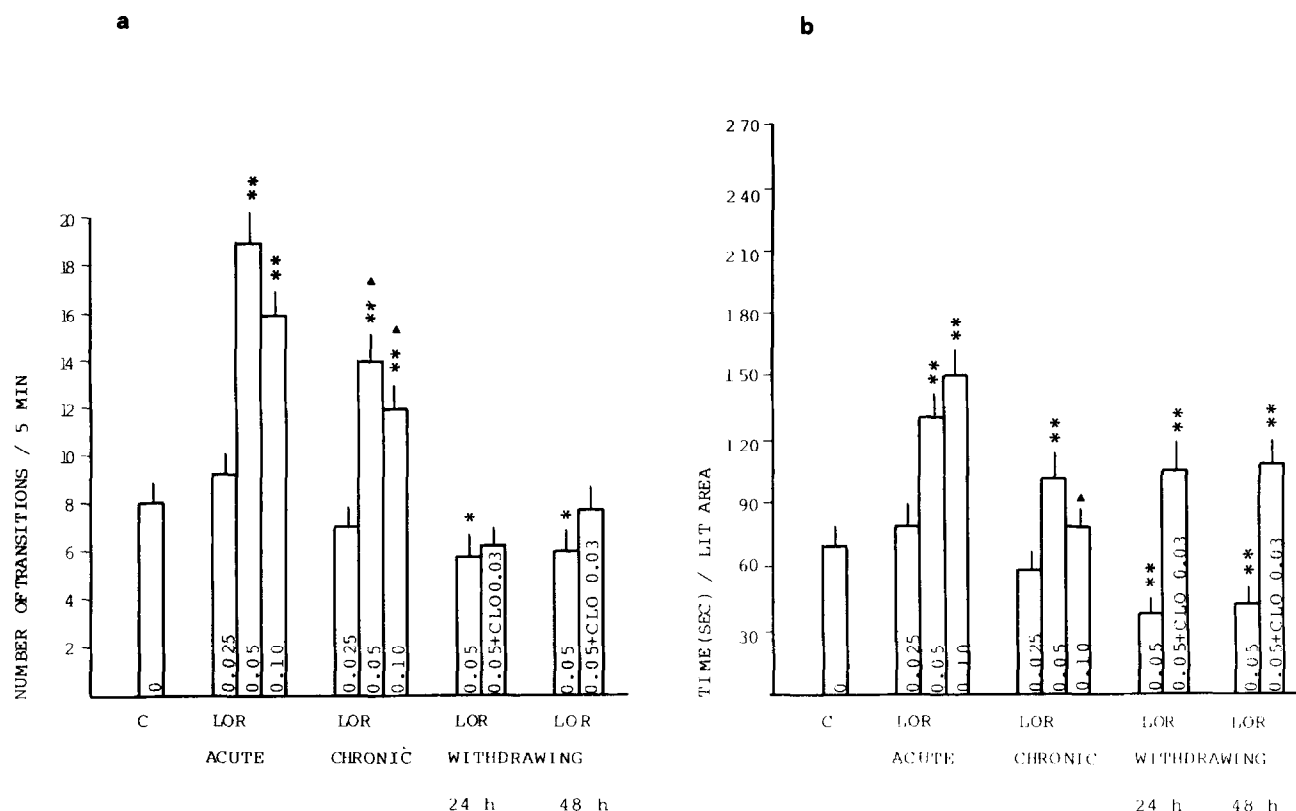 a
NUMBER OF TRANSITIONS / 5 MIN
20
18
16
14
12
10
8
6
4
2
** ** ▲** ▲** * *
0 0.025 0.05 0.10 0.025 0.05 0.10 0.05 0.05+CLO 0.03 0.05 0.05+CLO 0.03
C LOR LOR LOR LOR
ACUTE CHRONIC WITHDRAWING
24 h 48 h
b
TIME(SEC) / LIT AREA
270
240
210
180
150
120
90
60
30
** ** ** ▲ ** ** ** **
0 0.025 0.05 0.10 0.025 0.05 0.10 0.05 0.05+CLO 0.03 0.05 0.05+CLO 0.03
C LOR LOR LOR LOR
ACUTE CHRONIC WITHDRAWING
24 h 48 h